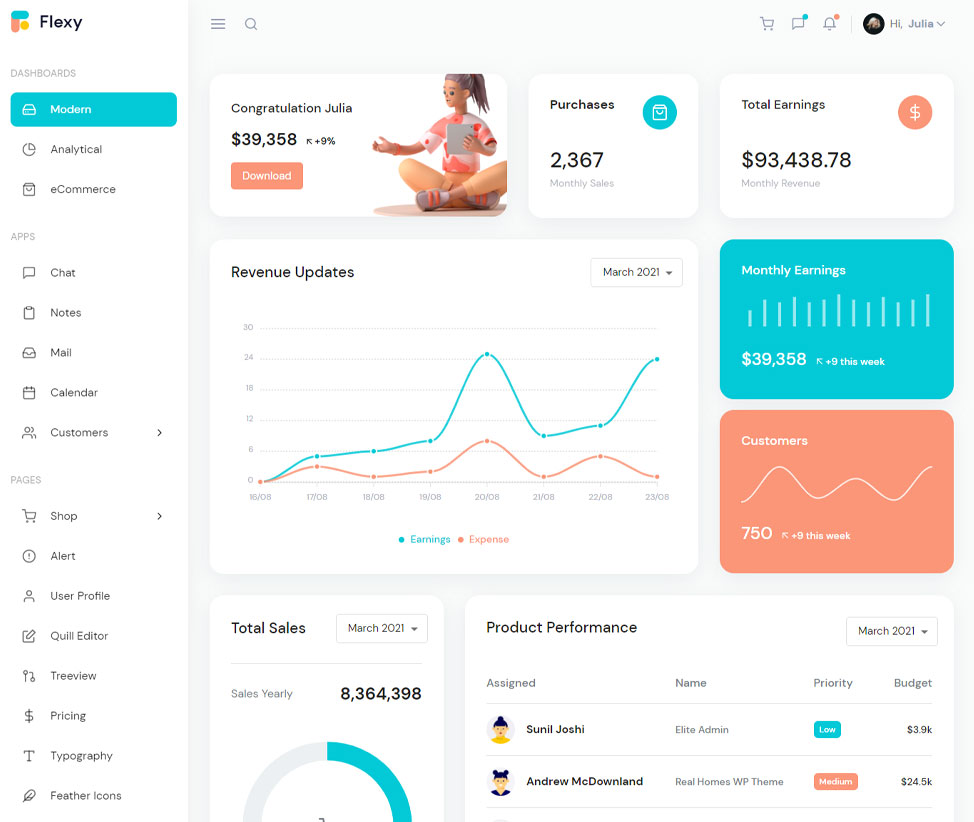 Flexy
Hi, Julia
DASHBOARDS
Modern
Analytical
eCommerce
APPS
Chat
Notes
Mail
Calendar
Customers
PAGES
Shop
Alert
User Profile
Quill Editor
Treeview
Pricing
Typography
Feather Icons
Congratulation Julia
$39,358 +9%
Download
Purchases
2,367
Monthly Sales
Total Earnings
$93,438.78
Monthly Revenue
Revenue Updates
March 2021
30
24
18
12
6
0
16/08 17/08 18/08 19/08 20/08 21/08 22/08 23/08
Earnings Expense
Monthly Earnings
$39,358 +9 this week
Customers
750 +9 this week
Total Sales
March 2021
Sales Yearly 8,364,398
Product Performance
March 2021
Assigned Name Priority Budget
Sunil Joshi Elite Admin Low $3.9k
Andrew McDownland Real Homes WP Theme Medium $24.5k